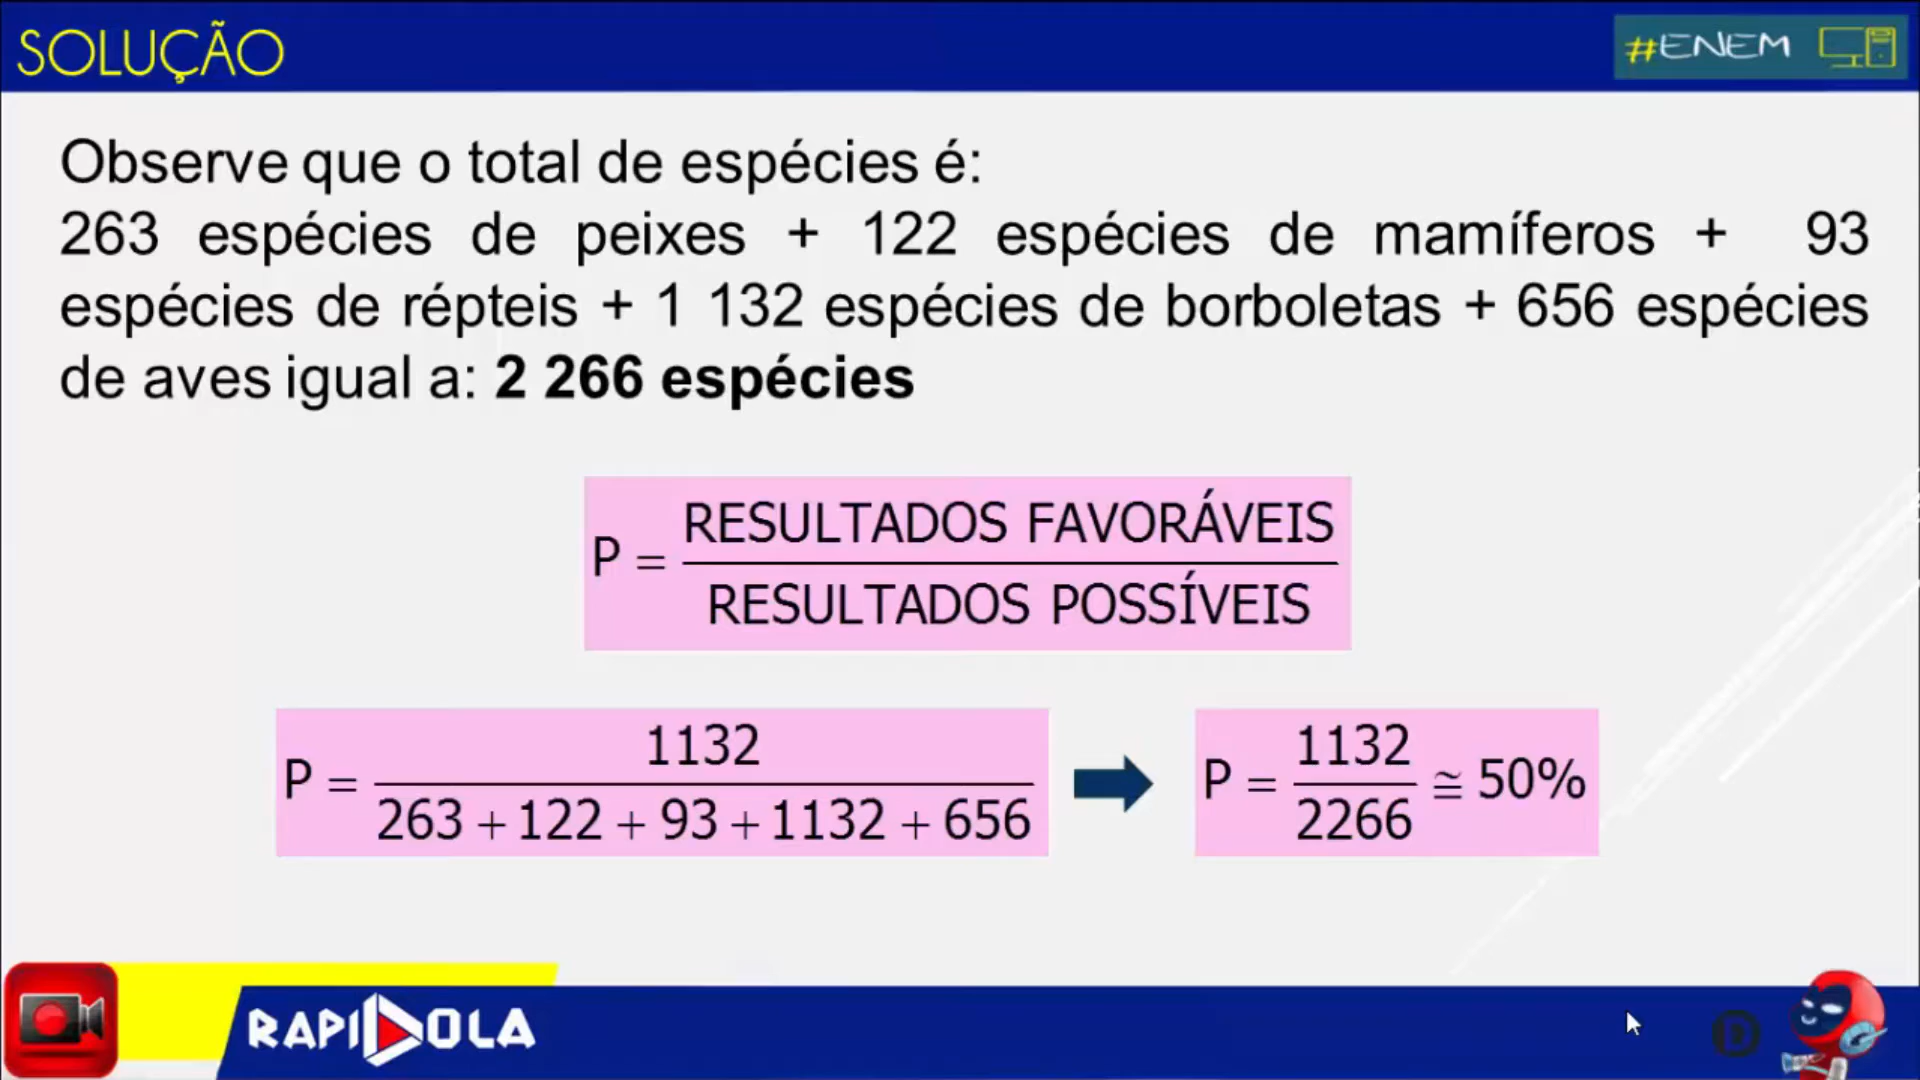 SOLUÇÃO
#ENEM
Observe que o total de espécies é:
263 espécies de peixes + 122 espécies de mamíferos + 93
espécies de répteis + 1 132 espécies de borboletas + 656 espécies
de aves igual a: 2 266 espécies
P = RESULTADOS FAVORÁVEIS
RESULTADOS POSSÍVEIS
P = 1132
263 + 122 + 93 + 1132 + 656
P = 1132
2266
≅ 50%
RAPIDOLA
D